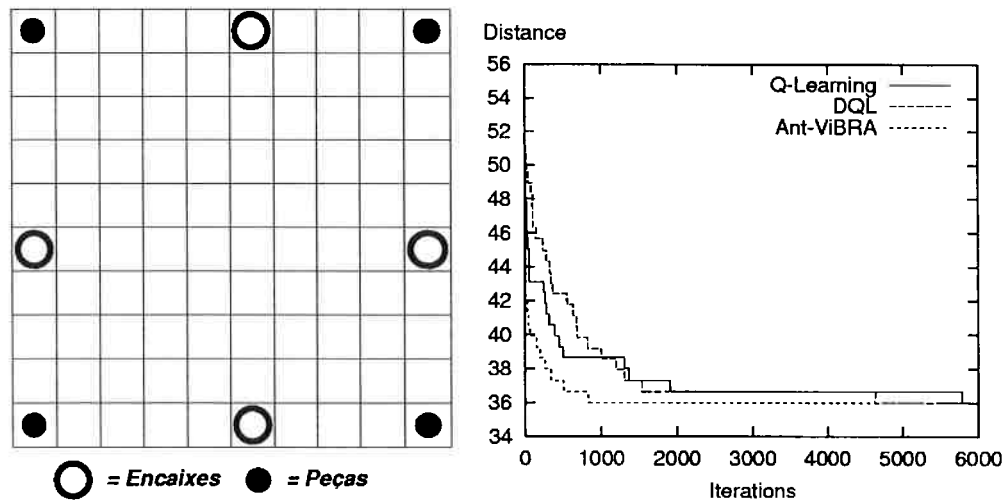 = Encaixes
= Peças
Distance
56
54
52
50
48
46
44
42
40
38
36
34
0
1000
2000
3000
4000
5000
6000
Iterations
Q-Learning
DQL
Ant-ViBRA